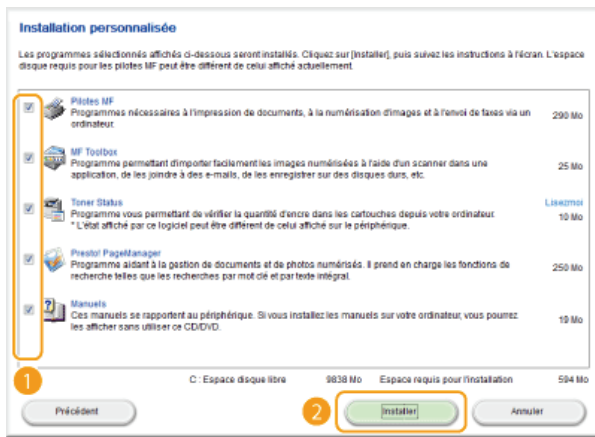 Installation personnalisée
Les programmes sélectionnés affichés ci-dessous seront installés. Cliquez sur [Installer], puis suivez les instructions à l'écran. L'espace
disque requis pour les pilotes MF peut être différent de celui affiché actuellement.
Pilotes MF
Programmes nécessaires à l'impression de documents, à la numérisation d'images et à l'envoi de faxes via un
ordinateur.
290 Mo
MF Toolbox
Programme permettant d'importer facilement les images numérisées à l'aide d'un scanner dans une
application, de les joindre à des e-mails, de les enregistrer sur des disques durs, etc.
25 Mo
Toner Status
Lisezmoi
Programme vous permettant de vérifier la quantité d'encre dans les cartouches depuis votre ordinateur.
* L'état affiché par ce logiciel peut être différent de celui affiché sur le périphérique.
10 Mo
Presto! PageManager
Programme aidant à la gestion de documents et de photos numérisés. Il prend en charge les fonctions de
recherche telles que les recherches par mot clé et par texte intégral.
250 Mo
Manuels
Ces manuels se rapportent au périphérique. Si vous installez les manuels sur votre ordinateur, vous pourrez
les afficher sans utiliser ce CD/DVD.
19 Mo
1
C : Espace disque libre 9838 Mo Espace requis pour l'installation 594 Mo
Précédent 2 Installer Annuler